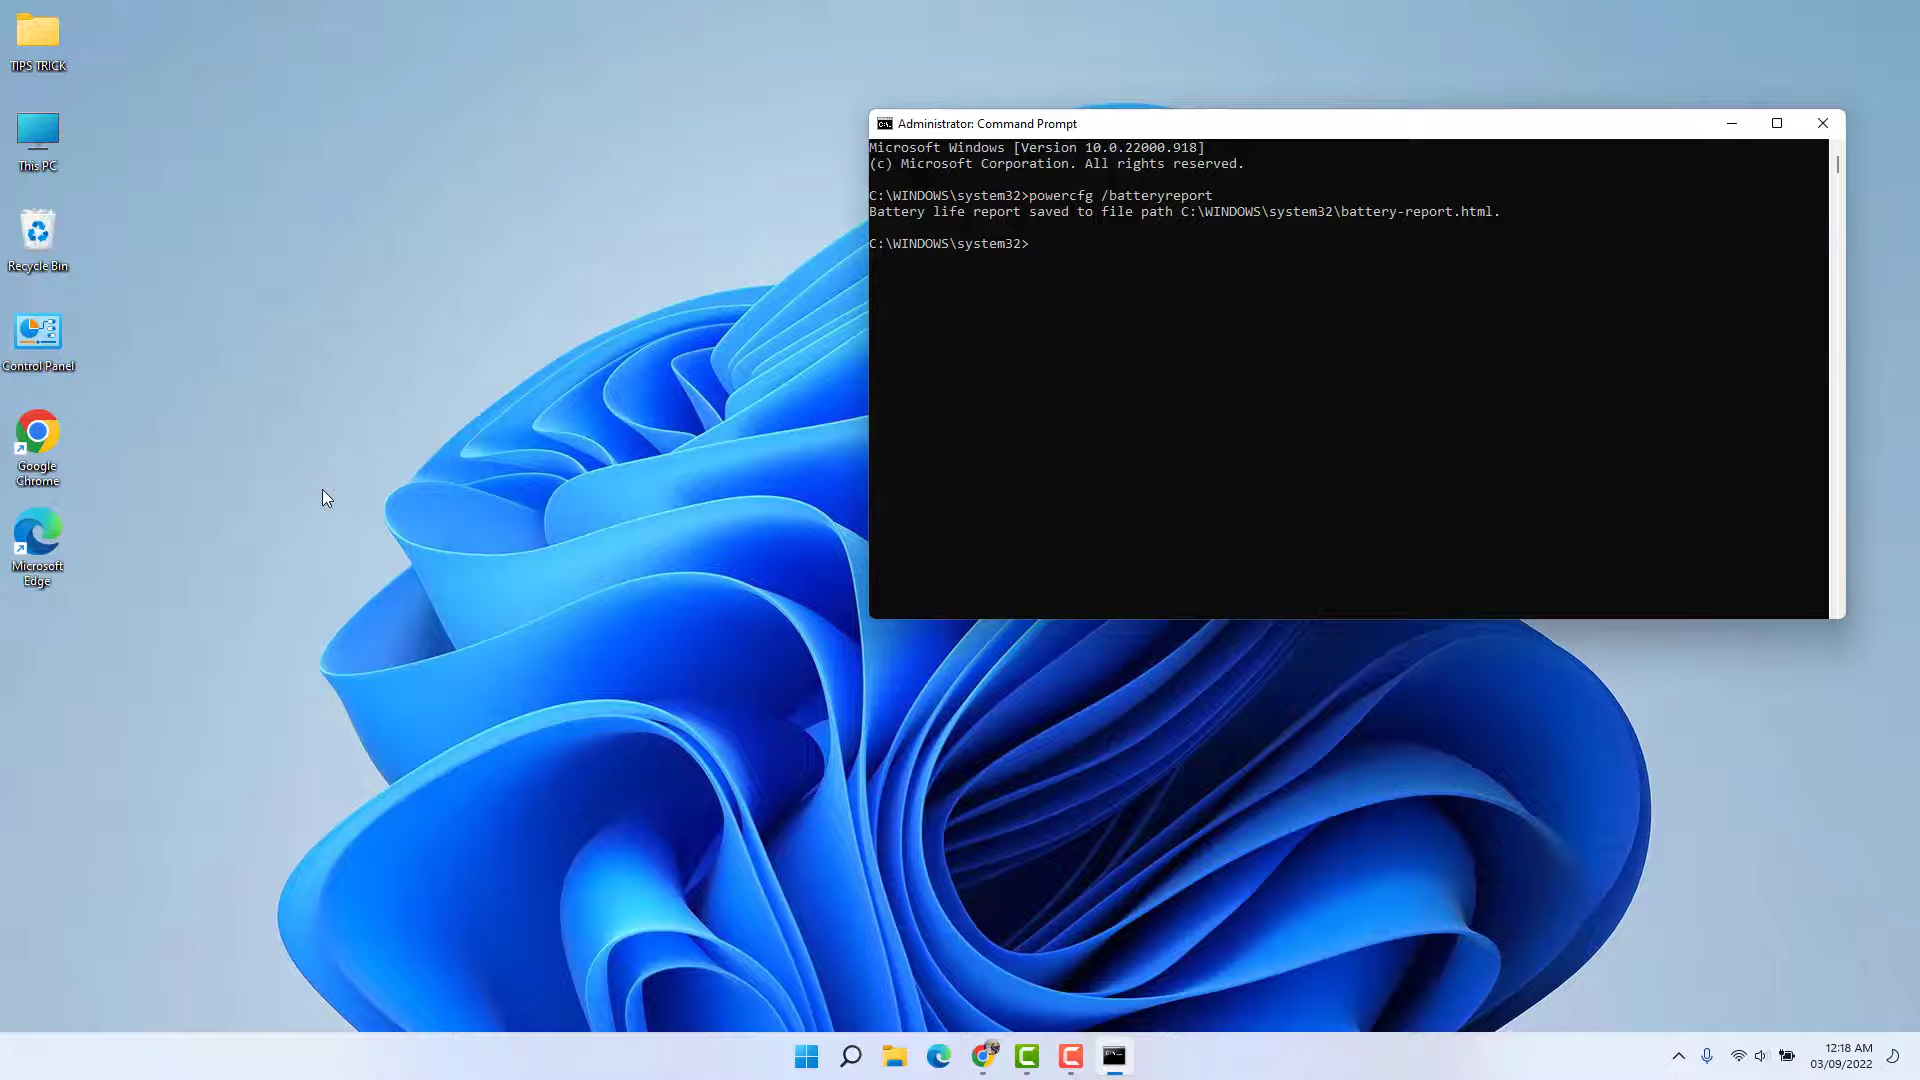 TIPS TRICK
This PC
Recycle Bin
Control Panel
Google
Chrome
Microsoft
Edge
Administrator: Command Prompt
Microsoft Windows [Version 10.0.22000.918]
(c) Microsoft Corporation. All rights reserved.
C:\WINDOWS\system32>powercfg /batteryreport
Battery life report saved to file path C:\WINDOWS\system32\battery-report.html.
C:\WINDOWS\system32>
12:18 AM
03/09/2022